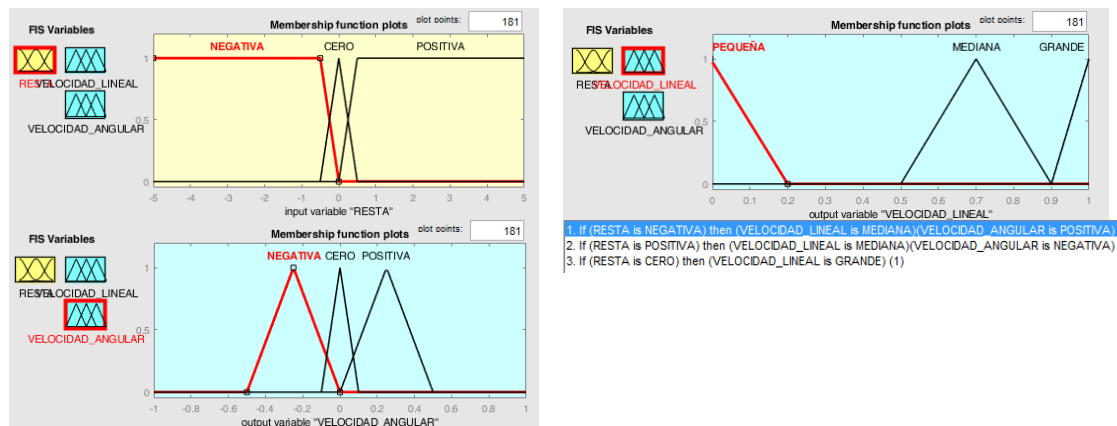 FIS Variables
Membership function plots
plot points:
181
NEGATIVA CERO POSITIVA
RESTA
VELOCIDAD_LINEAL
VELOCIDAD_ANGULAR
1
0.5
0
-5 -4 -3 -2 -1 0 1 2 3 4 5
input variable "RESTA"
FIS Variables
Membership function plots
plot points:
181
NEGATIVA CERO POSITIVA
RESTA
VELOCIDAD_LINEAL
VELOCIDAD_ANGULAR
1
0.5
0
-1 -0.8 -0.6 -0.4 -0.2 0 0.2 0.4 0.6 0.8 1
output variable "VELOCIDAD_ANGULAR"
FIS Variables
Membership function plots
plot points:
181
PEQUEÑA MEDIANA GRANDE
RESTA
VELOCIDAD_LINEAL
VELOCIDAD_ANGULAR
1
0.5
0
0 0.1 0.2 0.3 0.4 0.5 0.6 0.7 0.8 0.9 1
output variable "VELOCIDAD_LINEAL"
1. If (RESTA is NEGATIVA) then (VELOCIDAD_LINEAL is MEDIANA)(VELOCIDAD_ANGULAR is POSITIVA)
2. If (RESTA is POSITIVA) then (VELOCIDAD_LINEAL is MEDIANA)(VELOCIDAD_ANGULAR is NEGATIVA)
3. If (RESTA is CERO) then (VELOCIDAD_LINEAL is GRANDE) (1)